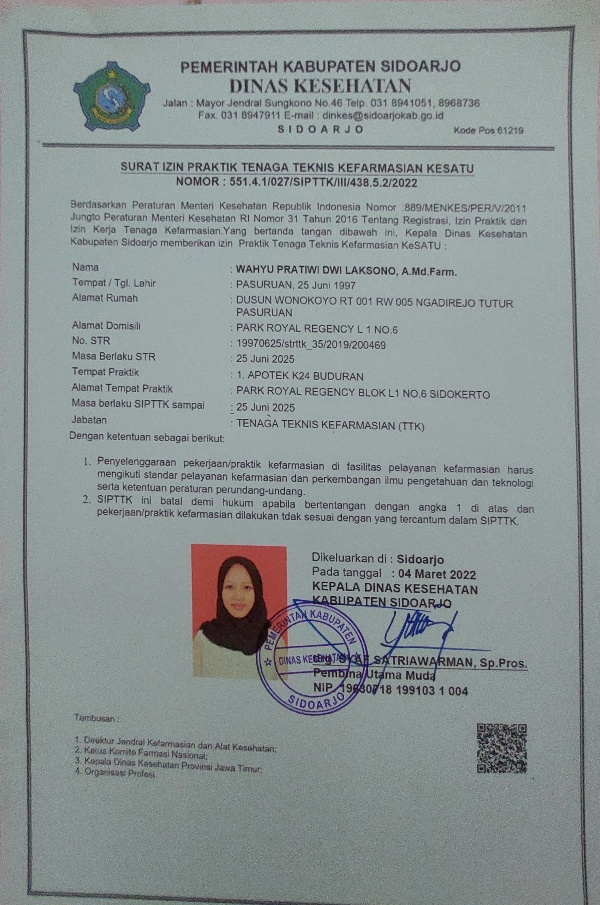 PEMERINTAH KABUPATEN SIDOARJO
DINAS KESEHATAN
Jalan : Mayor Jendral Sungkono No.46 Telp. 031 8941051, 8968736
Fax. 031 8947911 E-mail : dinkes@sidoarjokab.go.id
SIDOARJO
Kode Pos 61219
SURAT IZIN PRAKTIK TENAGA TEKNIS KEFARMASIAN KESATU
NOMOR : 551.4.1/027/SIPTTK/III/438.5.2/2022
Berdasarkan Peraturan Menteri Kesehatan Republik Indonesia Nomor :889/MENKES/PER/V/2011
Jungto Peraturan Menteri Kesehatan RI Nomor 31 Tahun 2016 Tentang Registrasi, Izin Praktik dan
Izin Kerja Tenaga Kefarmasian.Yang bertanda tangan dibawah ini, Kepala Dinas Kesehatan
Kabupaten Sidoarjo memberikan izin Praktik Tenaga Teknis Kefarmasian KeSATU :
Nama : WAHYU PRATIWI DWI LAKSONO, A.Md.Farm.
Tempat / Tgl. Lahir : PASURUAN, 25 Juni 1997
Alamat Rumah : DUSUN WONOKOYO RT 001 RW 005 NGADIREJO TUTUR
PASURUAN
Alamat Domisili : PARK ROYAL REGENCY L 1 NO.6
No. STR : 19970625/strttk_35/2019/200469
Masa Berlaku STR : 25 Juni 2025
Tempat Praktik : 1. APOTEK K24 BUDURAN
Alamat Tempat Praktik : PARK ROYAL REGENCY BLOK L1 NO.6 SIDOKERTO
Masa berlaku SIPTTK sampai : 25 Juni 2025
Jabatan : TENAGA TEKNIS KEFARMASIAN (TTK)
Dengan ketentuan sebagai berikut:
1. Penyelenggaraan pekerjaan/praktik kefarmasian di fasilitas pelayanan kefarmasian harus
mengikuti standar pelayanan kefarmasian dan perkembangan ilmu pengetahuan dan teknologi
serta ketentuan peraturan perundang-undang.
2. SIPTTK ini batal demi hukum apabila bertentangan dengan angka 1 di atas dan
pekerjaan/praktik kefarmasian dilakukan tdak sesuai dengan yang tercantum dalam SIPTTK.
Dikeluarkan di : Sidoarjo
Pada tanggal : 04 Maret 2022
KEPALA DINAS KESEHATAN
KABUPATEN SIDOARJO
PEMERINTAH KABUPATEN
DINAS KESEHATAN
SIDOARJO
SATRIAWARMAN, Sp.Pros.
Pembina Utama Muda
NIP. 19630718 199103 1 004
Tembusan :
1. Direktur Jendral Kefarmasian dan Alat Kesehatan;
2. Ketua Komite Farmasi Nasional;
3. Kepala Dinas Kesehatan Provinsi Jawa Timur;
4. Organisasi Profesi.